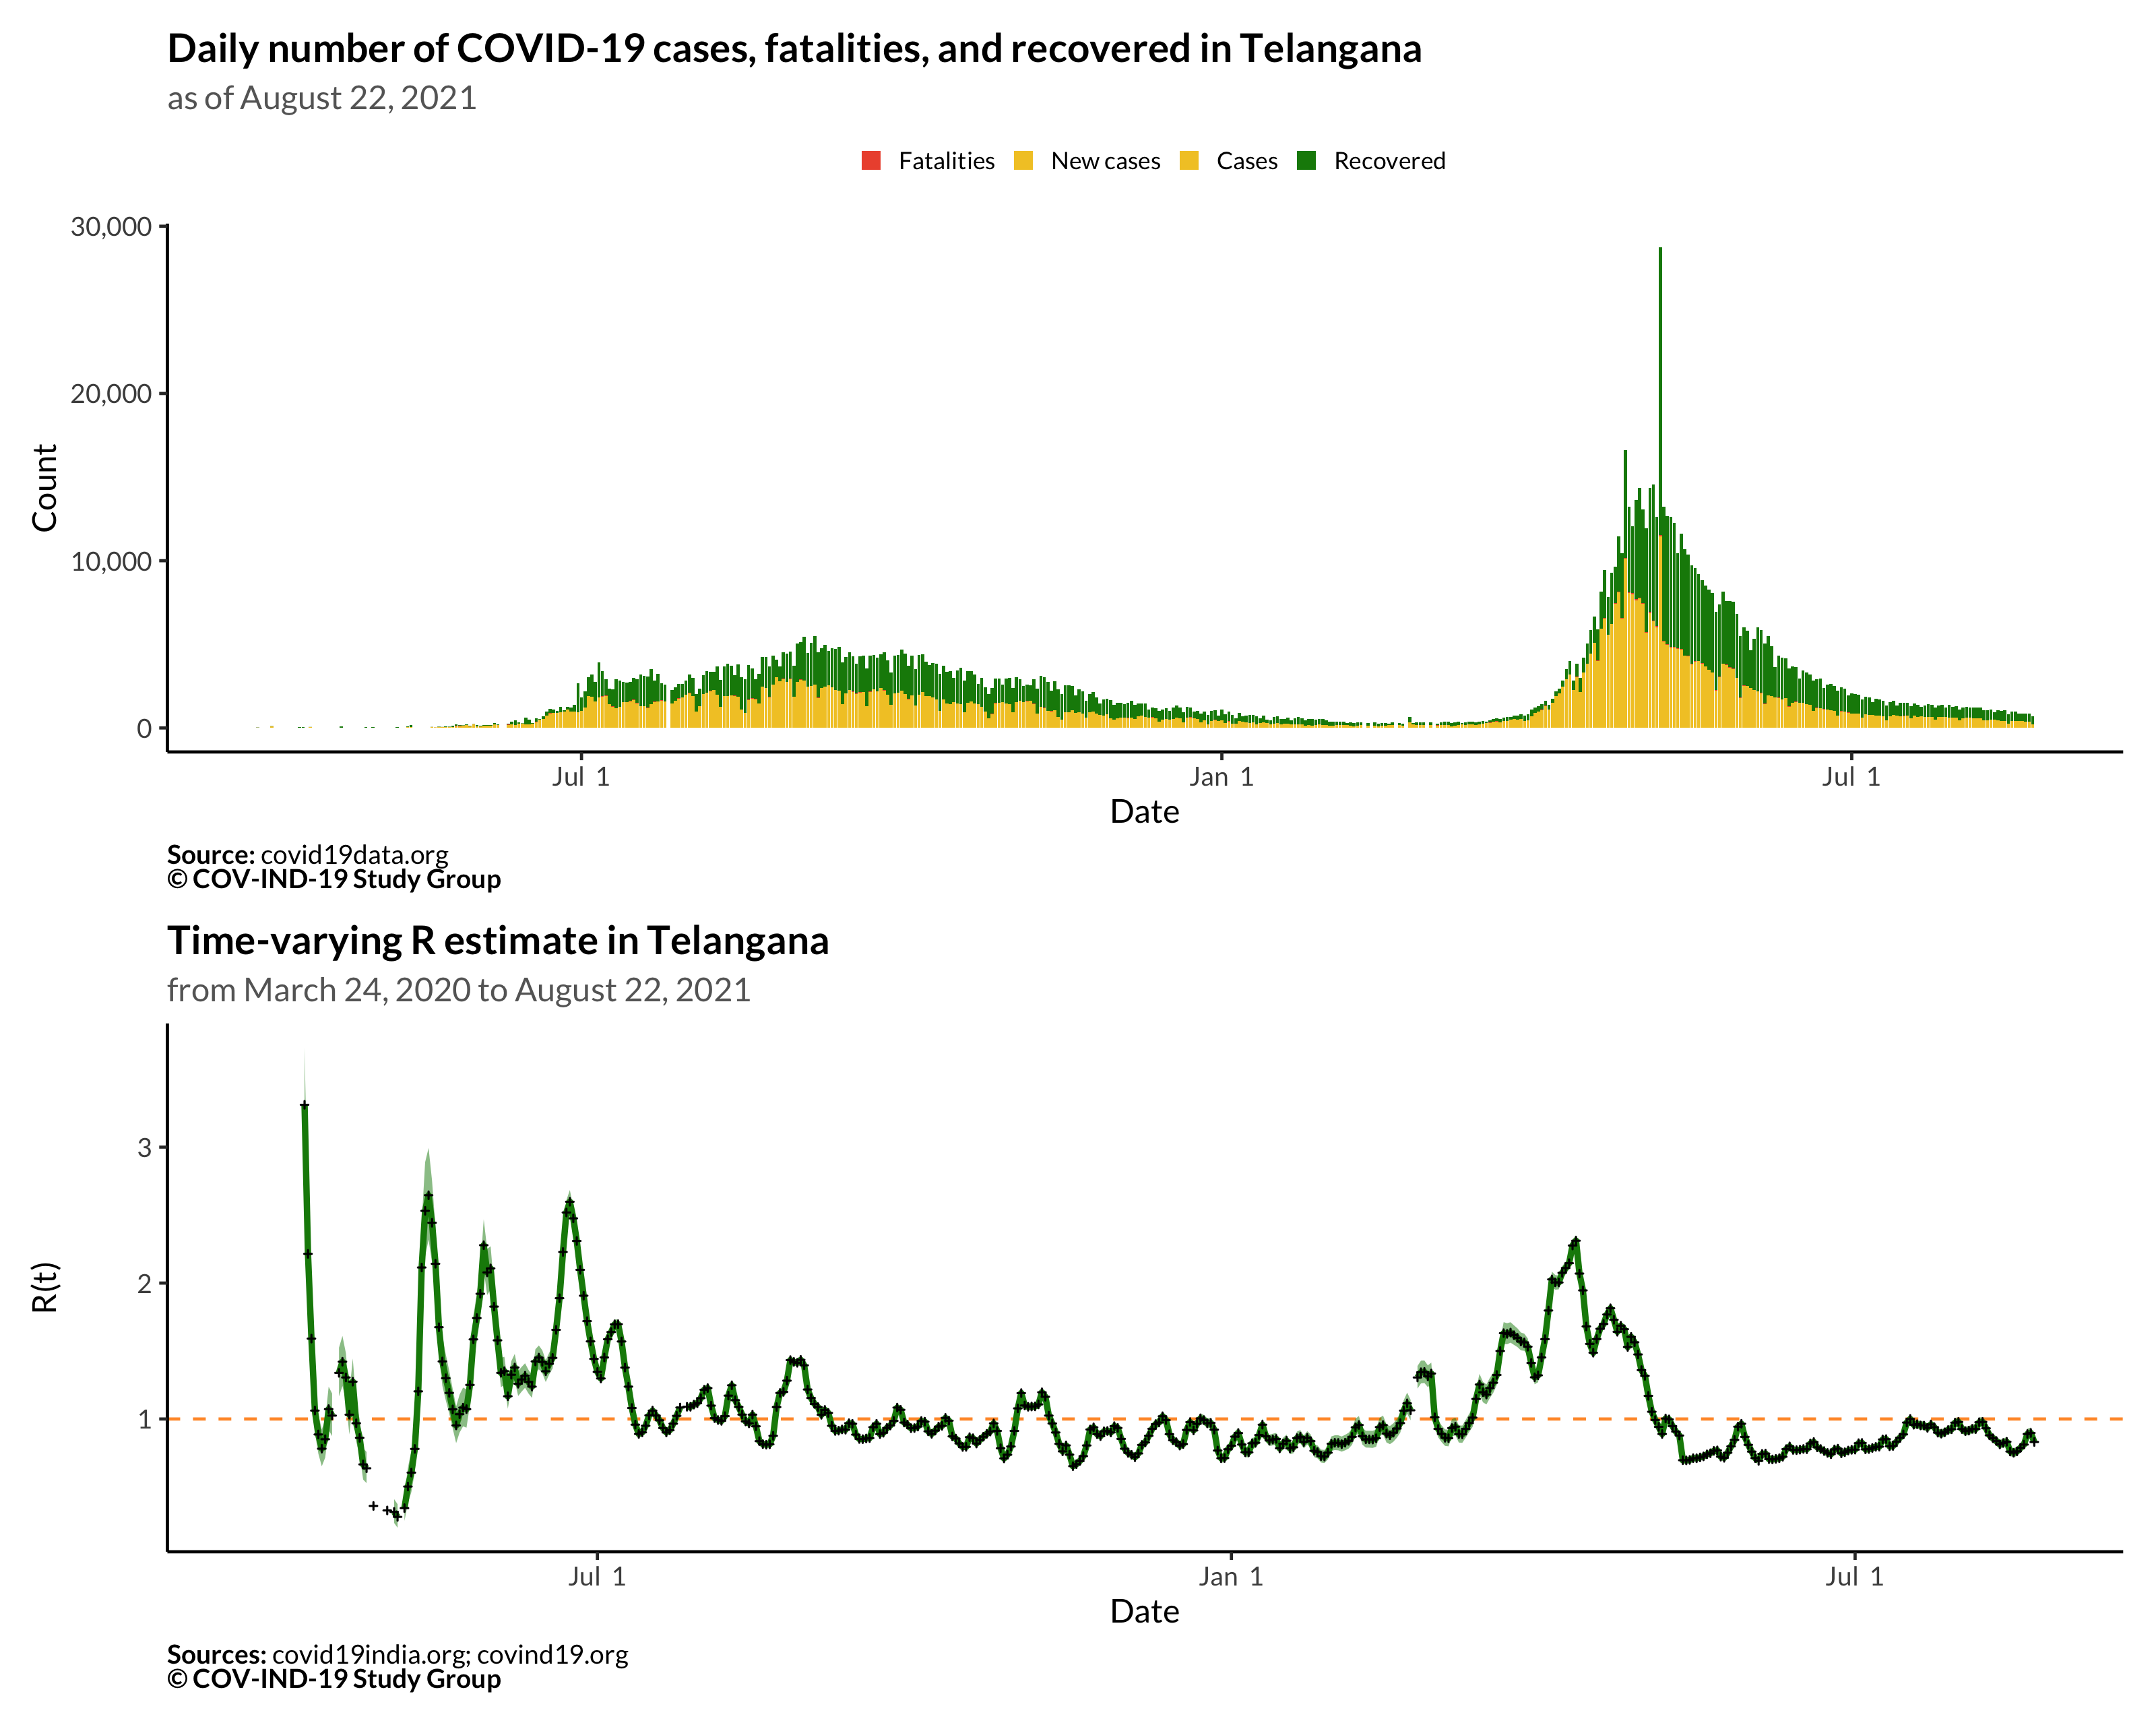 Daily number of COVID-19 cases, fatalities, and recovered in Telangana
as of August 22, 2021
Fatalities New cases Cases Recovered
30,000
20,000
10,000
0
Count
Jul 1 Jan 1 Jul 1
Date
Source: covid19data.org
© COV-IND-19 Study Group
Time-varying R estimate in Telangana
from March 24, 2020 to August 22, 2021
3
2
1
R(t)
Jul 1 Jan 1 Jul 1
Date
Sources: covid19india.org; covind19.org
© COV-IND-19 Study Group